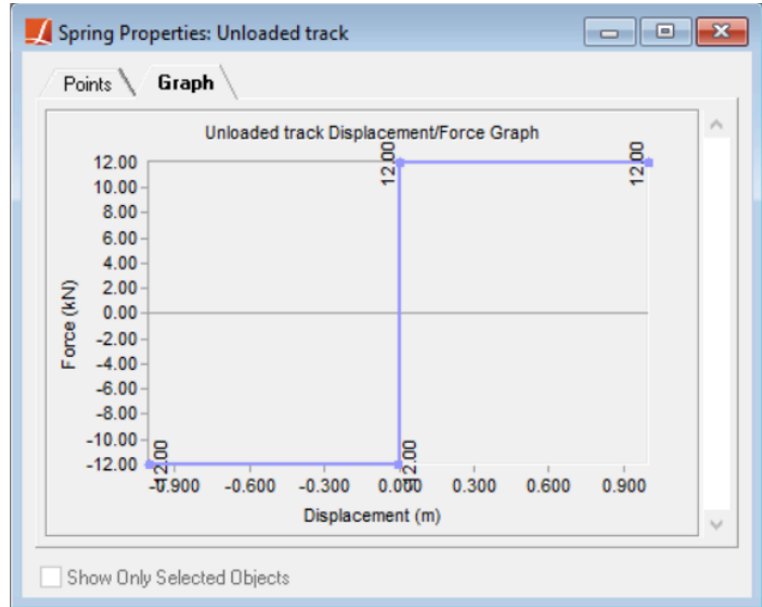 Spring Properties: Unloaded track
Points
Graph
Unloaded track Displacement/Force Graph
Force (kN)
12.00
10.00
8.00
6.00
4.00
2.00
0.00
-2.00
-4.00
-6.00
-8.00
-10.00
-12.00
12.00
12.00
-0.900 -0.600 -0.300 0.000 0.300 0.600 0.900
Displacement (m)
Show Only Selected Objects